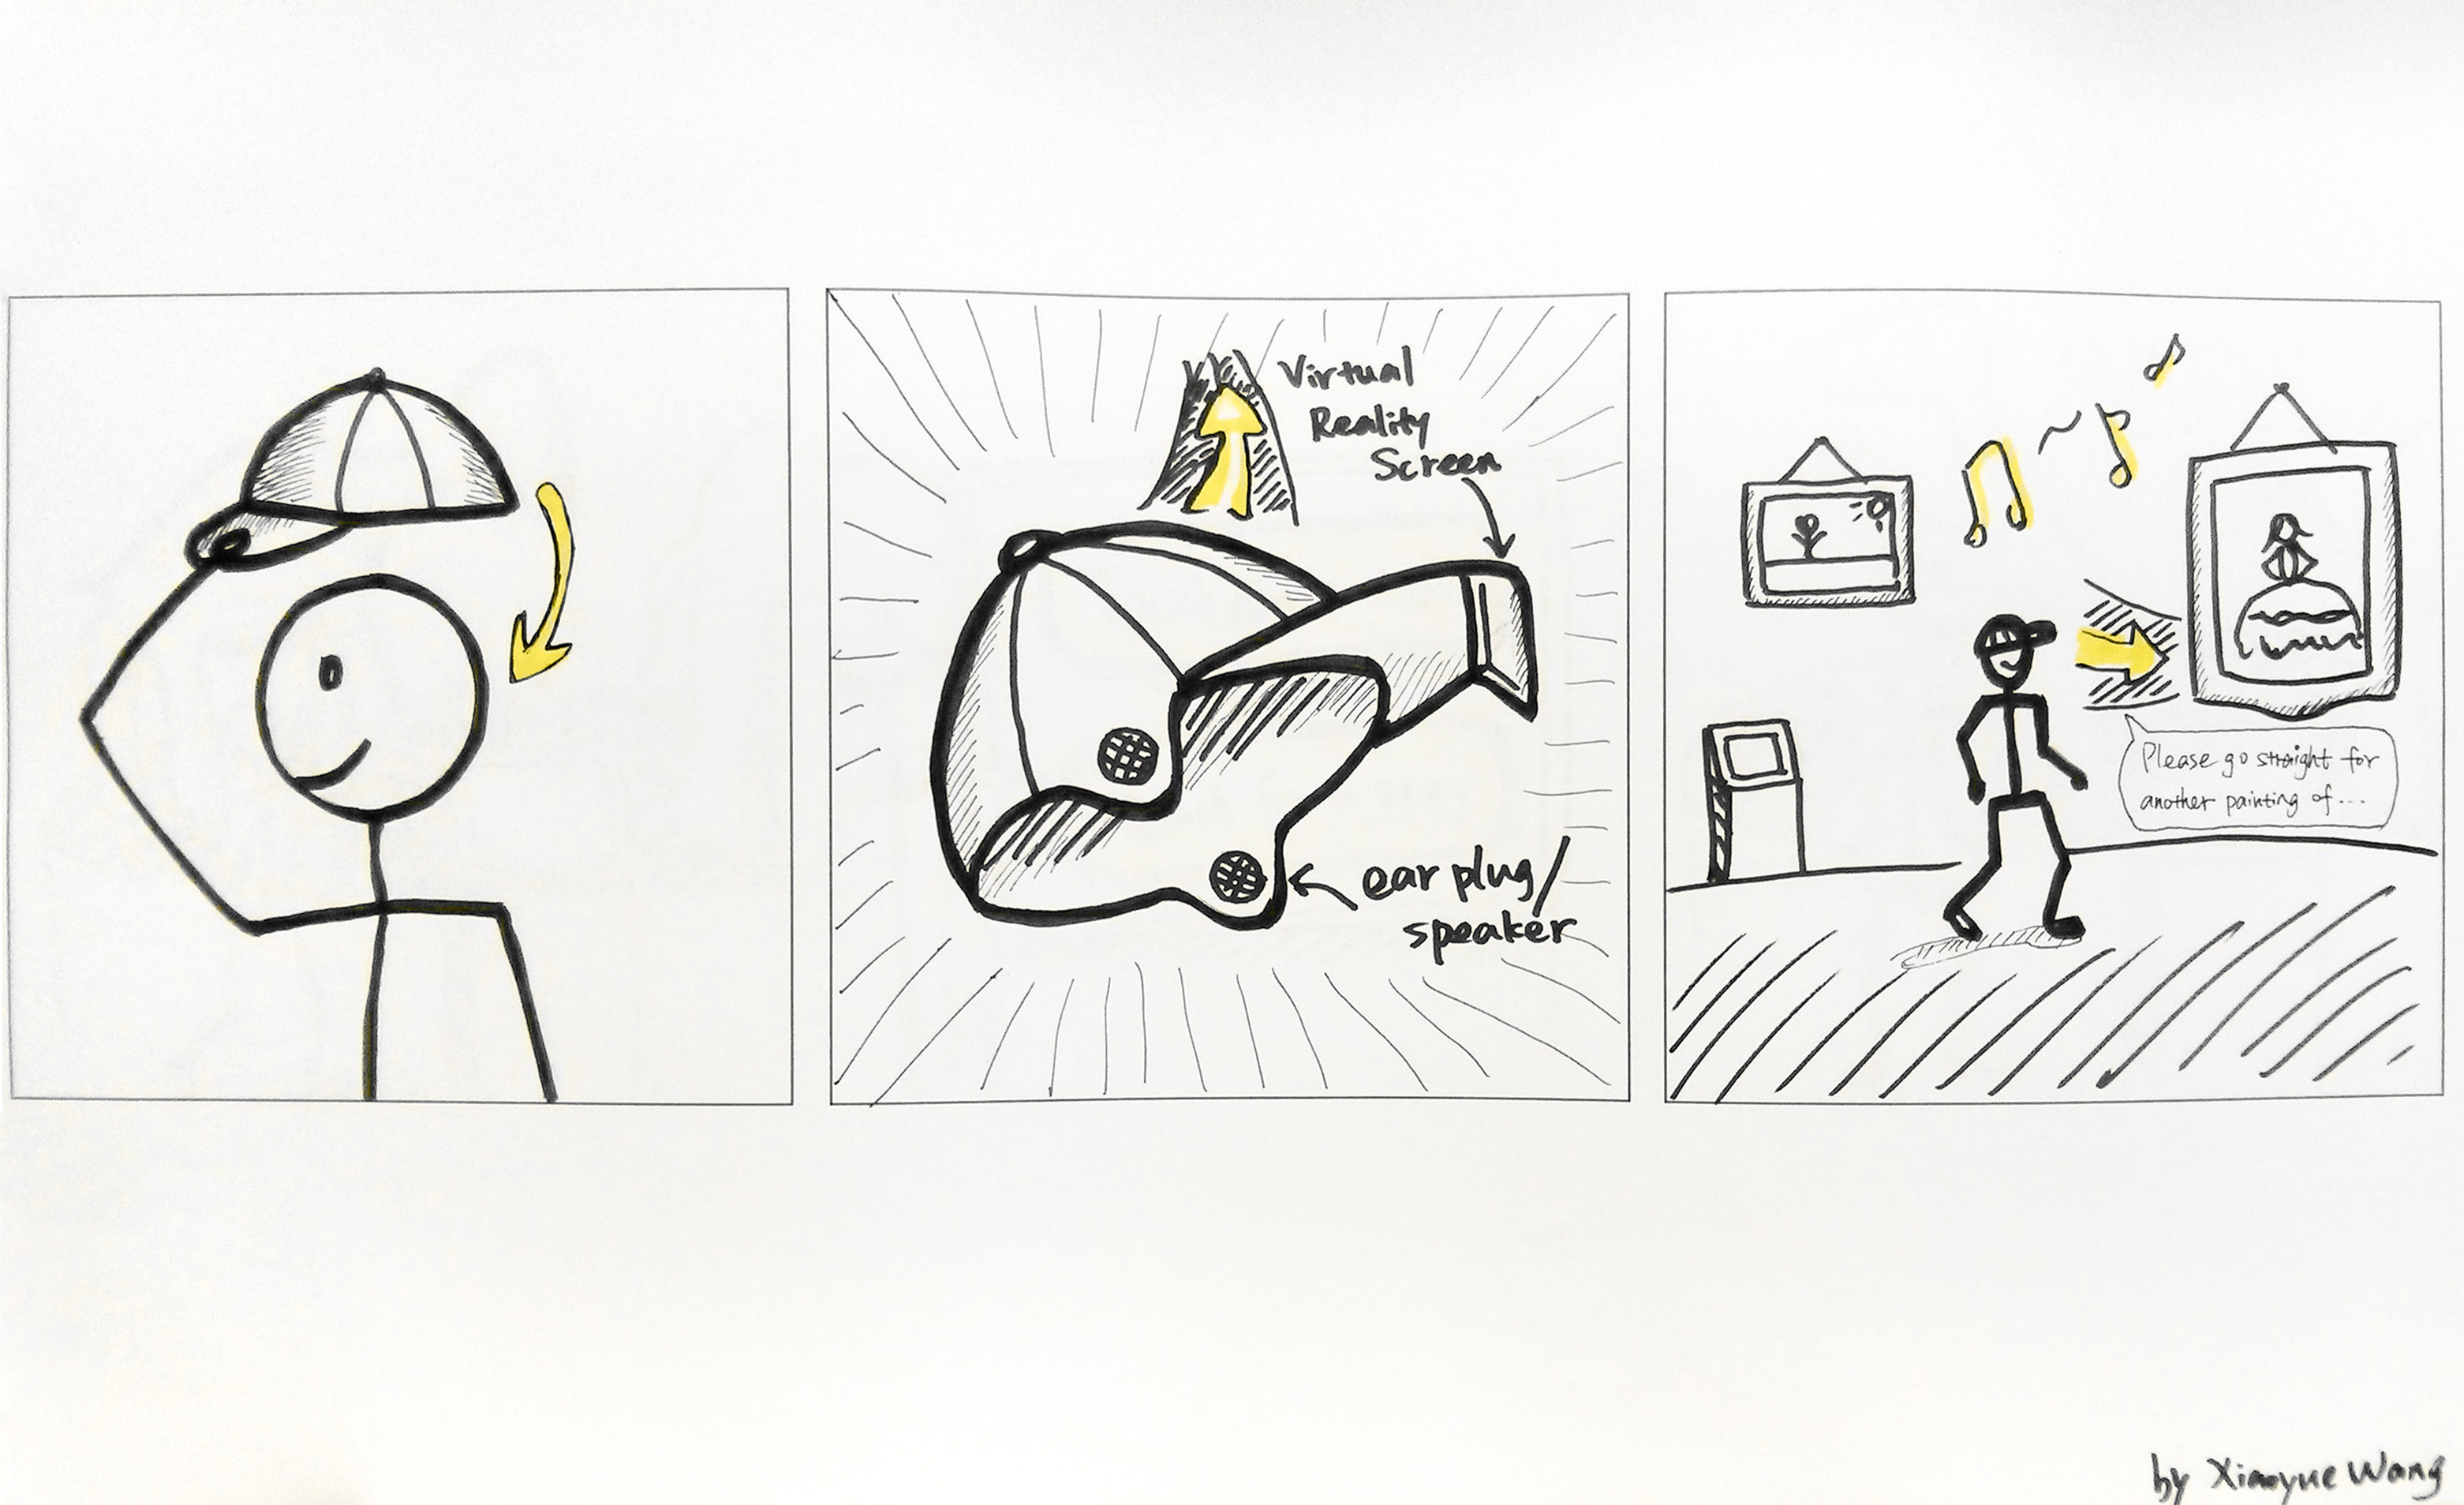 Virtual
Reality
Screen
ear plug/
speaker
Please go straight for
another painting of...
by Xiaoyue Wang